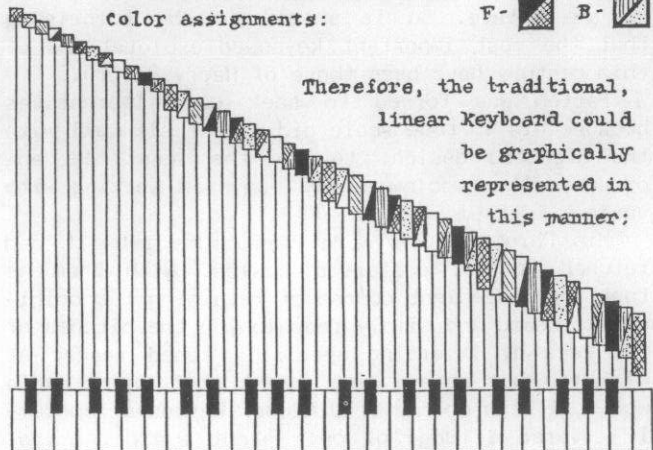 Color assignments:
F- B-
Therefore, the traditional,
linear keyboard could
be graphically
represented in
this manner: